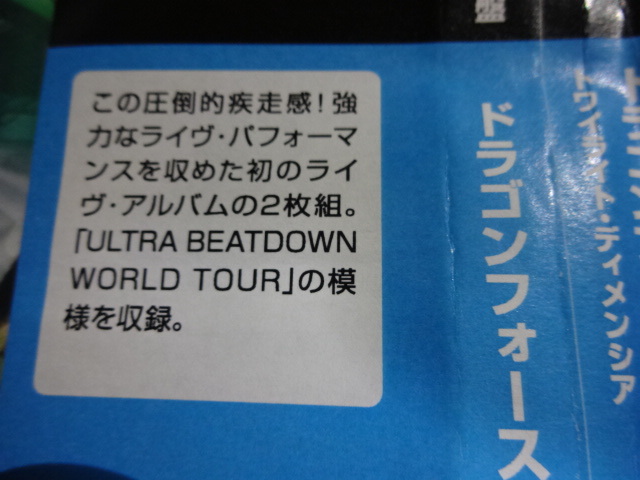 この圧倒的疾走感!強
力なライヴ・パフォーマ
ンスを収めた初のライ
ヴ・アルバムの2枚組。
「ULTRA BEATDOWN
WORLD TOUR」の模
様を収録。
盤
ドラゴンフォース
トワイライト・ディメンシア